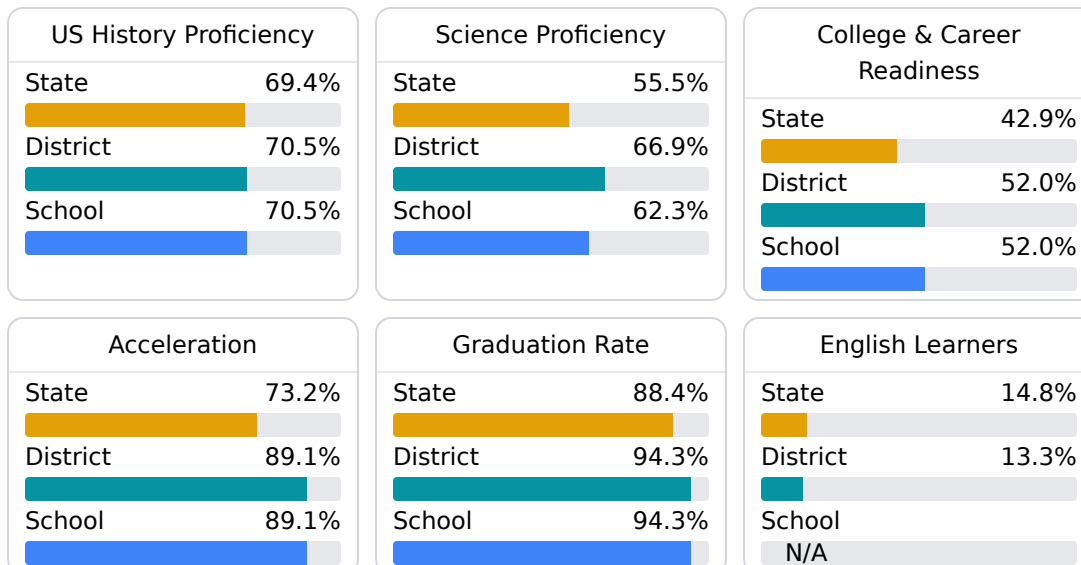 US History Proficiency
State 69.4%
District 70.5%
School 70.5%
Science Proficiency
State 55.5%
District 66.9%
School 62.3%
College & Career
Readiness
State 42.9%
District 52.0%
School 52.0%
Acceleration
State 73.2%
District 89.1%
School 89.1%
Graduation Rate
State 88.4%
District 94.3%
School 94.3%
English Learners
State 14.8%
District 13.3%
School
N/A